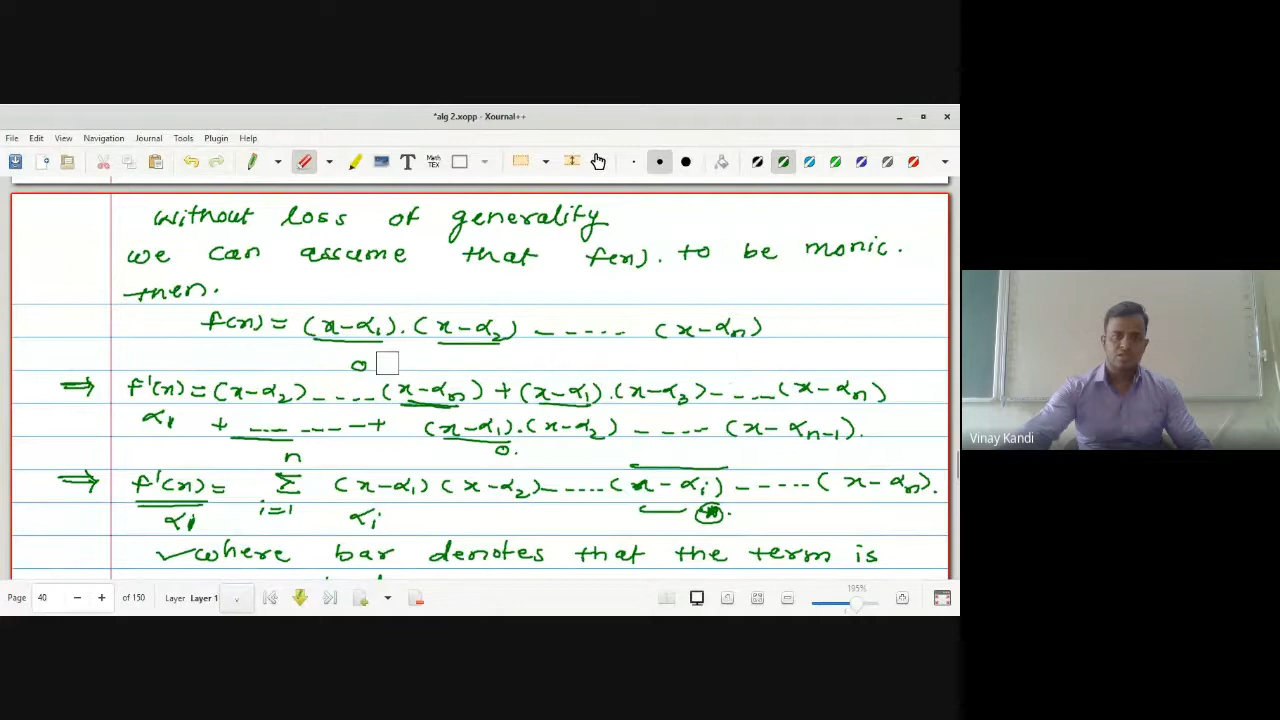 *alg 2.xopp - Xournal++
File Edit View Navigation Journal Tools Plugin Help
without loss of generality
we can assume that f(x). to be monic.
then.
f(x) = (x-α₁).(x-α₂) ------ (x-αₙ)
0
⇒ f'(x) = (x-α₂)-----(x-αₙ) + (x-α₁).(x-α₃)-----(x-αₙ)
α₁ + ------- + (x-α₁).(x-α₂) ----- (x-αₙ₋₁).
0.
⇒ f'(x) = n Σ i=1 (x-α₁)(x-α₂)-----(x-αᵢ)------(x-αₙ).
αᵢ αᵢ *.
✓where bar denotes that the term is
Page 40 of 150 Layer Layer 1 195%
Vinay Kandi